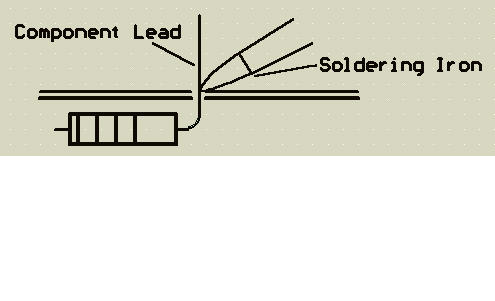 Component Lead
Soldering Iron